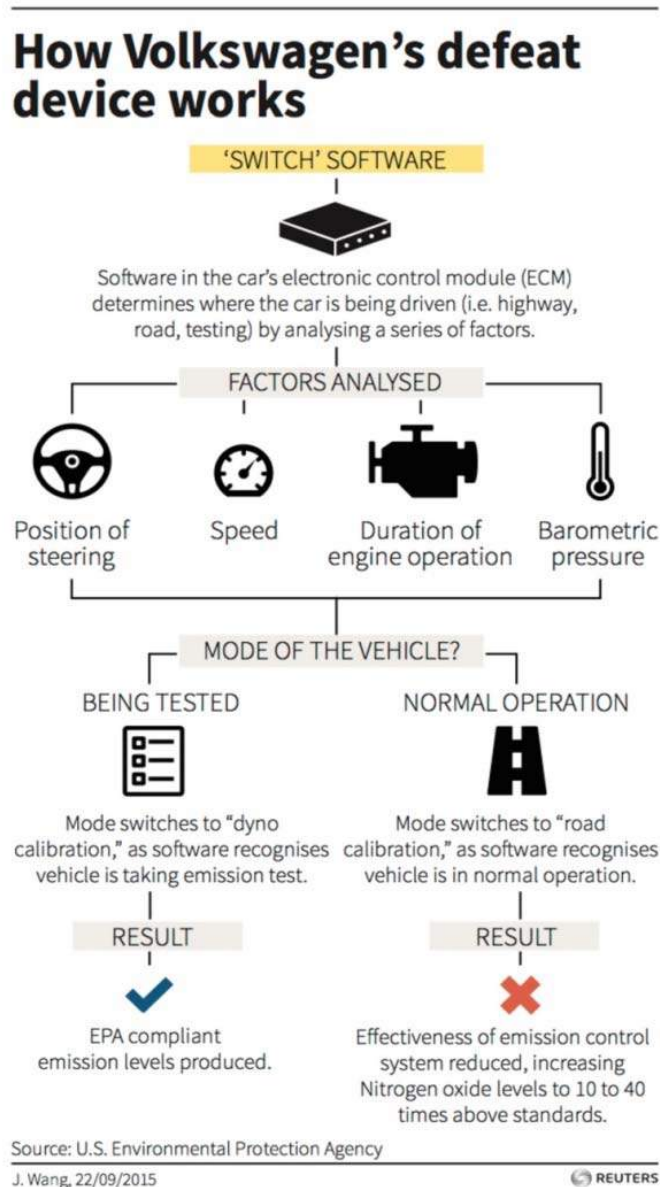 How Volkswagen’s defeat
device works
‘SWITCH’ SOFTWARE
Software in the car’s electronic control module (ECM)
determines where the car is being driven (i.e. highway,
road, testing) by analysing a series of factors.
FACTORS ANALYSED
Position of
steering
Speed
Duration of
engine operation
Barometric
pressure
MODE OF THE VEHICLE?
BEING TESTED
Mode switches to “dyno
calibration,” as software recognises
vehicle is taking emission test.
RESULT
EPA compliant
emission levels produced.
NORMAL OPERATION
Mode switches to “road
calibration,” as software recognises
vehicle is in normal operation.
RESULT
Effectiveness of emission control
system reduced, increasing
Nitrogen oxide levels to 10 to 40
times above standards.
Source: U.S. Environmental Protection Agency
J. Wang, 22/09/2015
REUTERS